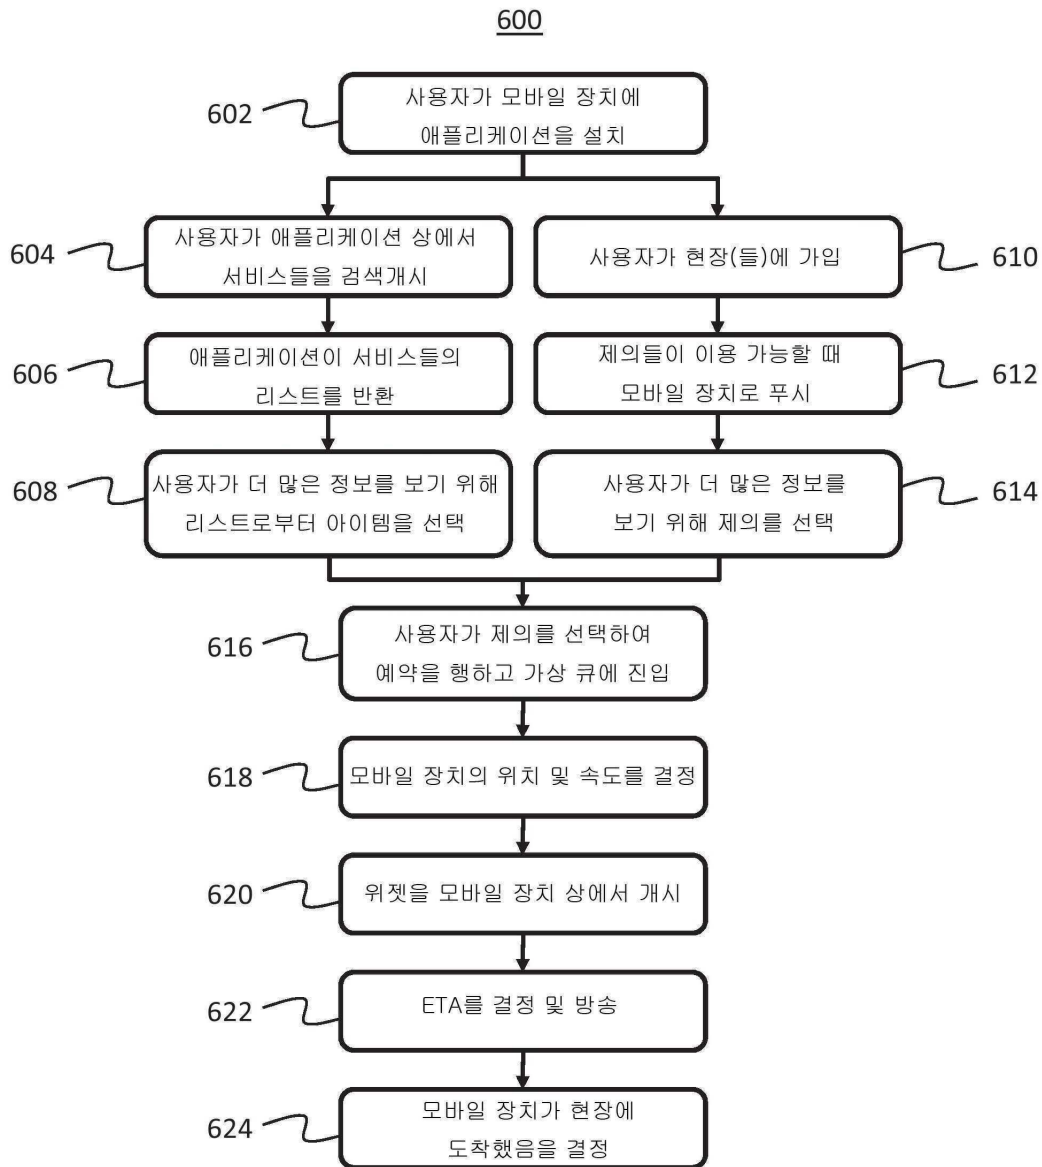 600
602
사용자가 모바일 장치에
애플리케이션을 설치
604
사용자가 애플리케이션 상에서
서비스들을 검색개시
606
애플리케이션이 서비스들의
리스트를 반환
608
사용자가 더 많은 정보를 보기 위해
리스트로부터 아이템을 선택
사용자가 현장(들)에 가입
610
제의들이 이용 가능할 때
모바일 장치로 푸시
612
사용자가 더 많은 정보를
보기 위해 제의를 선택
614
616
사용자가 제의를 선택하여
예약을 행하고 가상 큐에 진입
618
모바일 장치의 위치 및 속도를 결정
620
위젯을 모바일 장치 상에서 개시
622
ETA를 결정 및 방송
624
모바일 장치가 현장에
도착했음을 결정